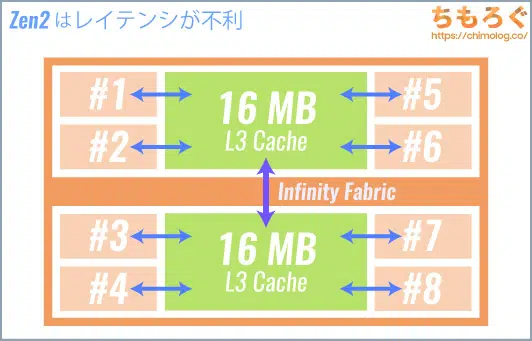 Zen2 はレイテンシが不利
ちもろぐ
https://chimolog.co/
#1
16 MB
L3 Cache
#5
#2
#6
Infinity Fabric
#3
16 MB
L3 Cache
#7
#4
#8